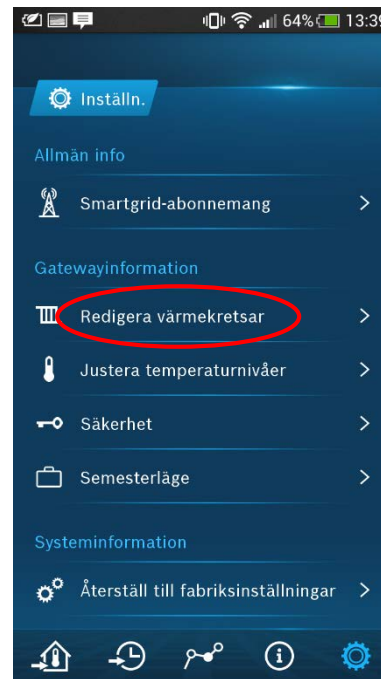 64% 13:39
Inställn.
Allmän info
Smartgrid-abonnemang
Gatewayinformation
Redigera värmekretsar
Justera temperaturnivåer
Säkerhet
Semesterläge
Systeminformation
Återställ till fabriksinställningar